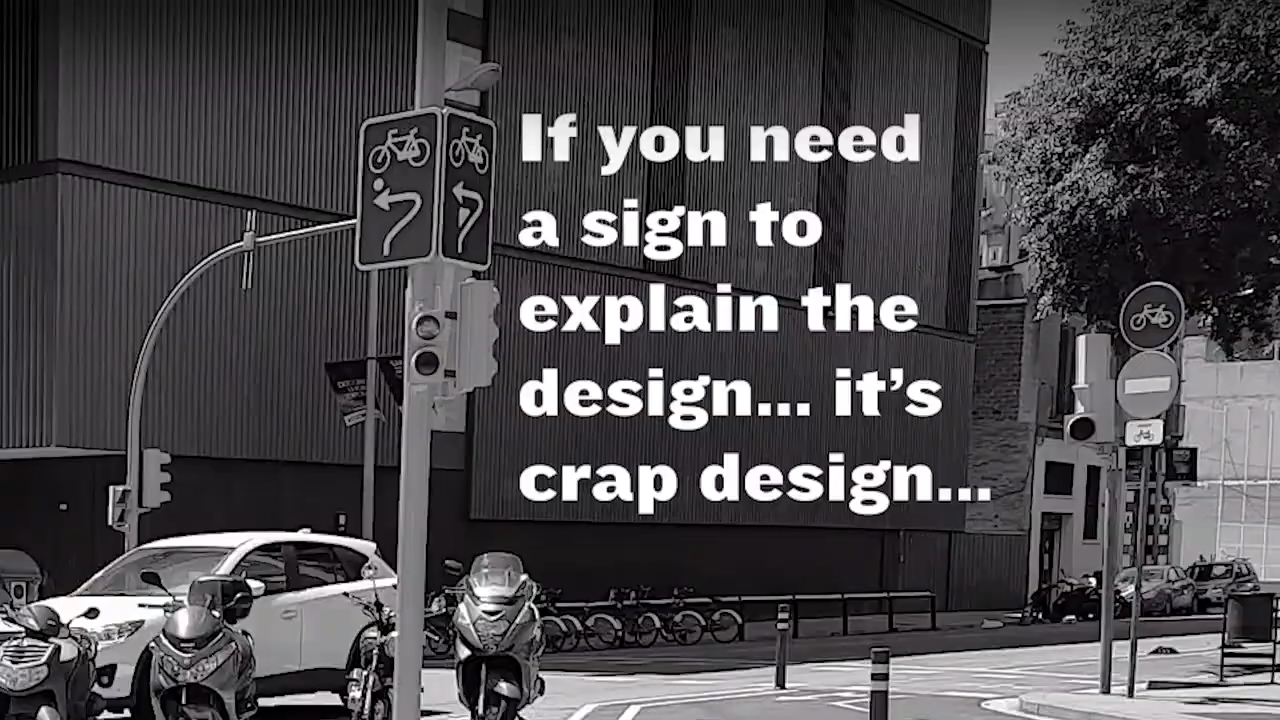 If you need
a sign to
explain the
design... it’s
crap design...